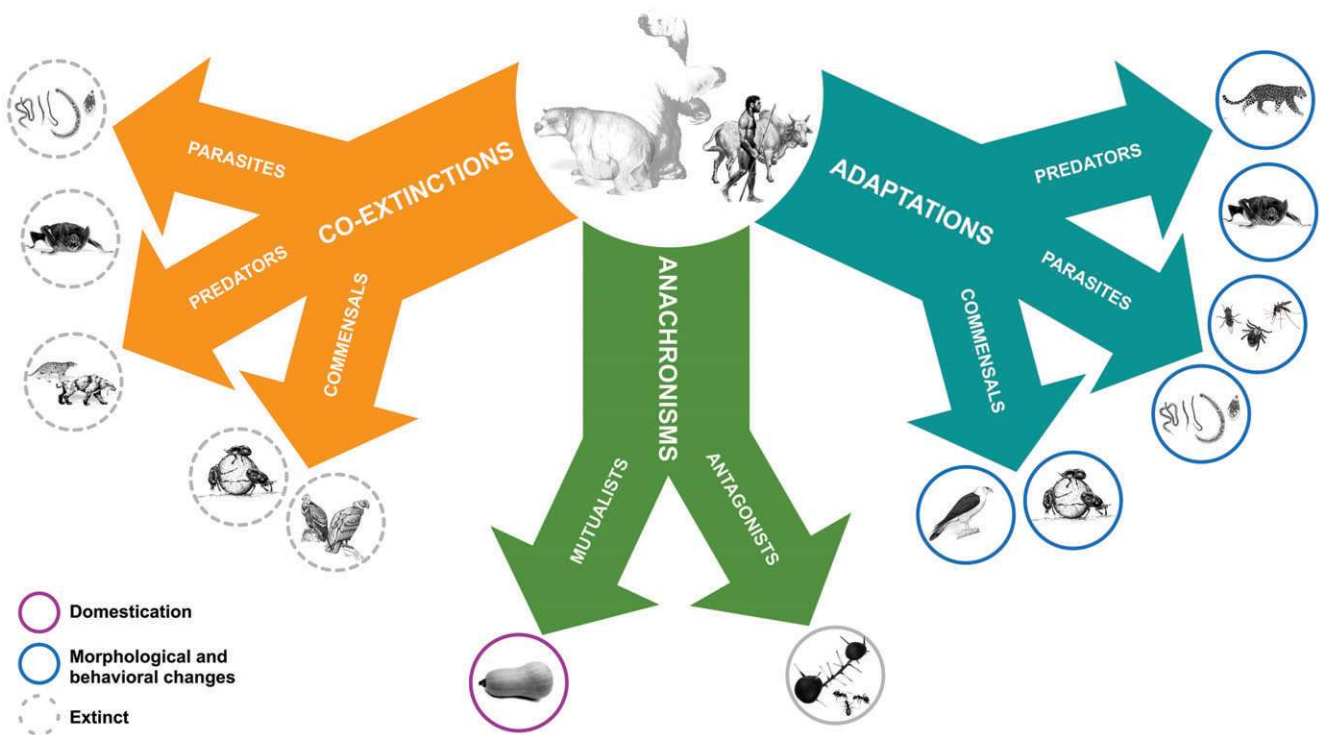 CO-EXTINCTIONS
PARASITES
PREDATORS
COMMENSALS
ANACHRONISMS
MUTUALISTS
ANTAGONISTS
ADAPTATIONS
PREDATORS
PARASITES
COMMENSALS
Domestication
Morphological and
behavioral changes
Extinct